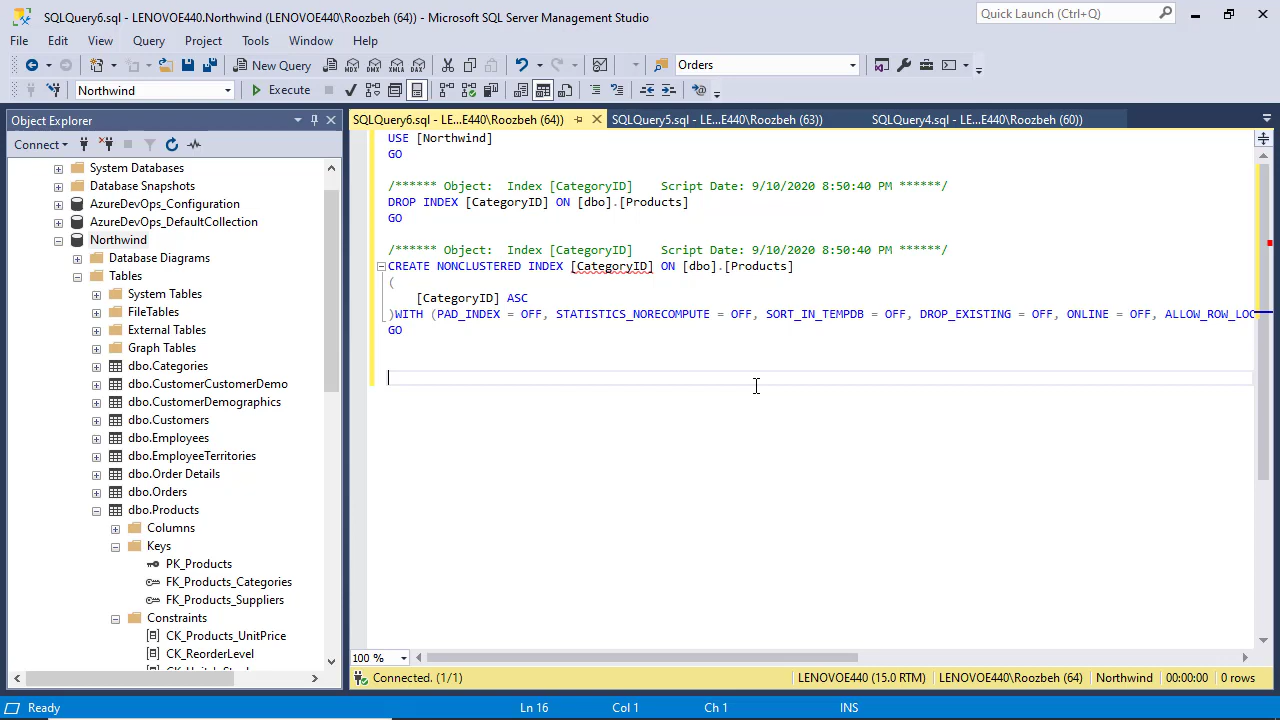 SQLQuery6.sql - LENOVOE440.Northwind (LENOVOE440\Roozbeh (64)) - Microsoft SQL Server Management Studio
Quick Launch (Ctrl+Q)
File Edit View Query Project Tools Window Help
New Query MDX DMX XMLA DAX Orders
Northwind Execute
Object Explorer
SQLQuery6.sql - LE...E440\Roozbeh (64)) SQLQuery5.sql - LE...E440\Roozbeh (63)) SQLQuery4.sql - LE...E440\Roozbeh (60))
Connect
System Databases
Database Snapshots
AzureDevOps_Configuration
AzureDevOps_DefaultCollection
Northwind
Database Diagrams
Tables
System Tables
FileTables
External Tables
Graph Tables
dbo.Categories
dbo.CustomerCustomerDemo
dbo.CustomerDemographics
dbo.Customers
dbo.Employees
dbo.EmployeeTerritories
dbo.Order Details
dbo.Orders
dbo.Products
Columns
Keys
PK_Products
FK_Products_Categories
FK_Products_Suppliers
Constraints
CK_Products_UnitPrice
CK_ReorderLevel
USE [Northwind]
GO
/****** Object:  Index [CategoryID]    Script Date: 9/10/2020 8:50:40 PM ******/
DROP INDEX [CategoryID] ON [dbo].[Products]
GO
/****** Object:  Index [CategoryID]    Script Date: 9/10/2020 8:50:40 PM ******/
CREATE NONCLUSTERED INDEX [CategoryID] ON [dbo].[Products]
(
[CategoryID] ASC
)WITH (PAD_INDEX = OFF, STATISTICS_NORECOMPUTE = OFF, SORT_IN_TEMPDB = OFF, DROP_EXISTING = OFF, ONLINE = OFF, ALLOW_ROW_LOC
GO
100 %
Connected. (1/1) LENOVOE440 (15.0 RTM) LENOVOE440\Roozbeh (64) Northwind 00:00:00 0 rows
Ready Ln 16 Col 1 Ch 1 INS